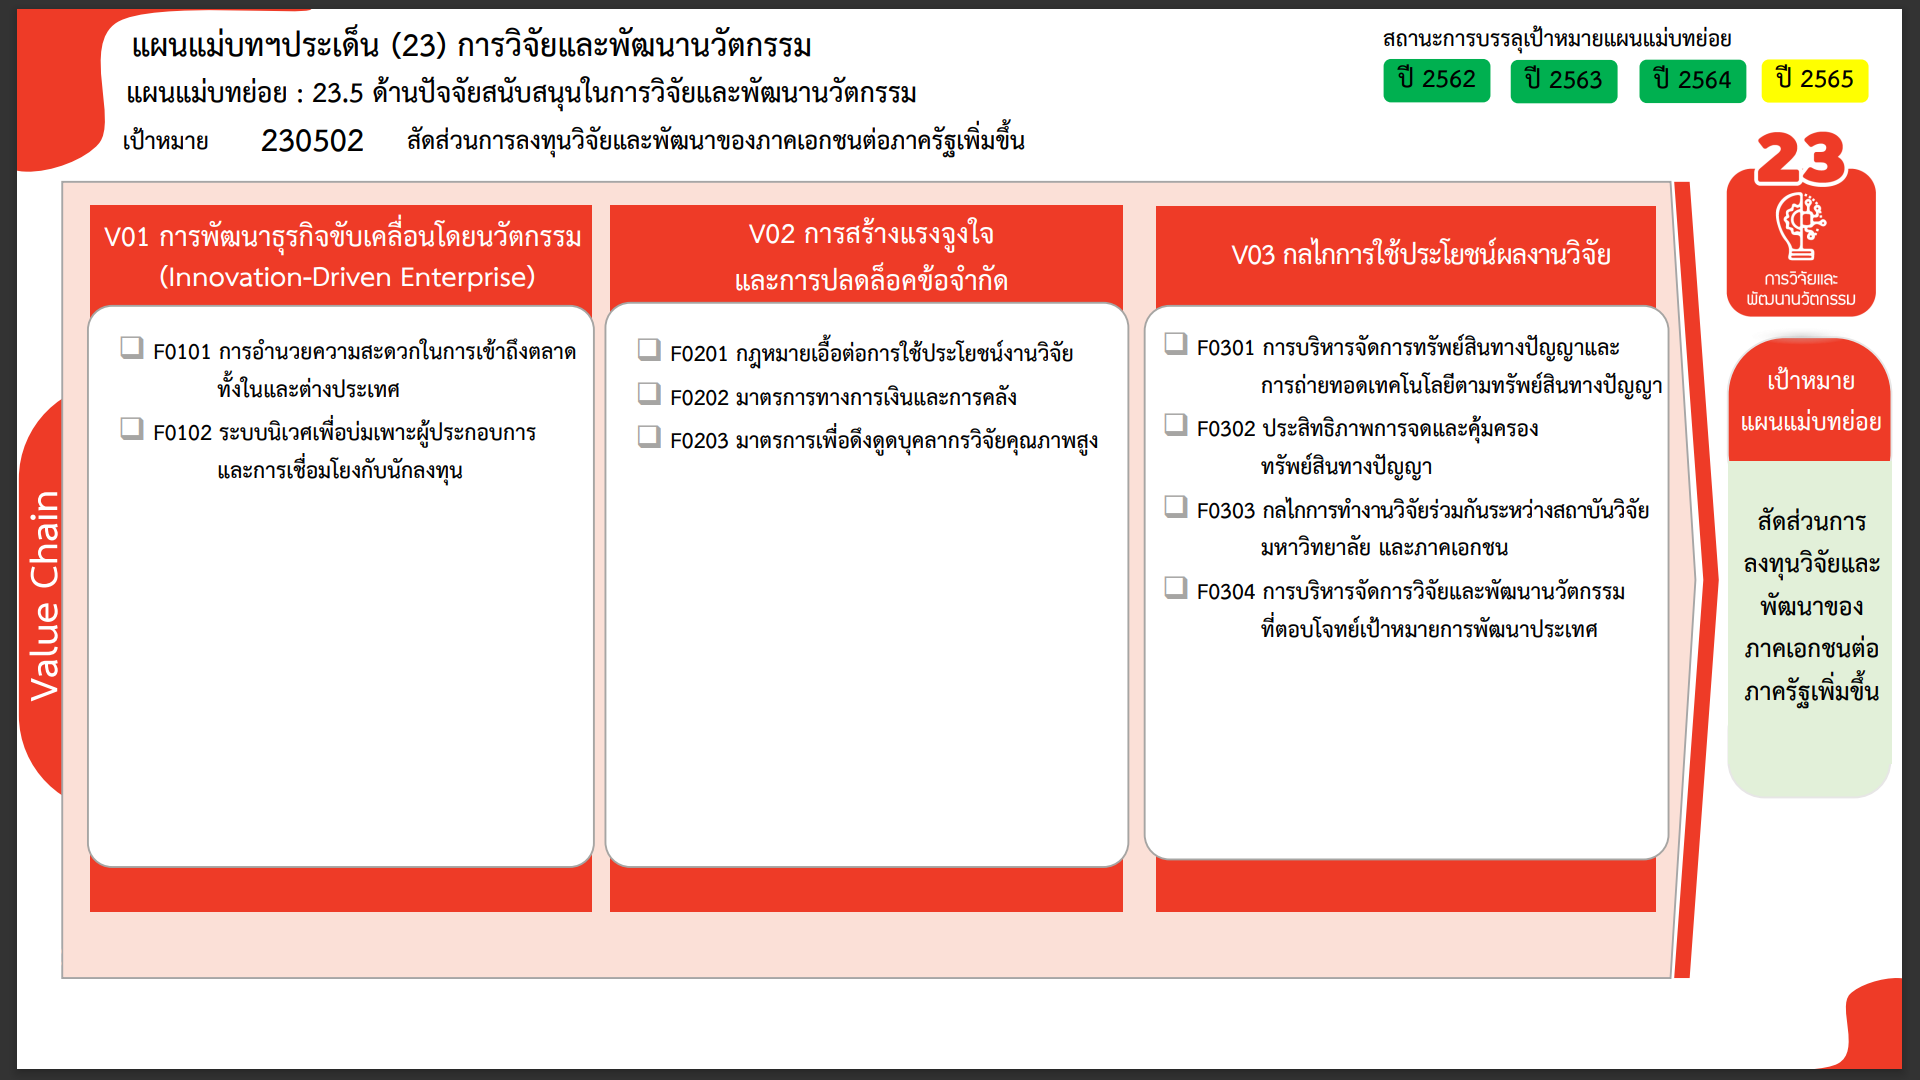 แผนแม่บทฯประเด็น (23) การวิจัยและพัฒนานวัตกรรม
แผนแม่บทย่อย : 23.5 ด้านปัจจัยสนับสนุนในการวิจัยและพัฒนานวัตกรรม
เป้าหมาย 230502 สัดส่วนการลงทุนวิจัยและพัฒนาของภาคเอกชนต่อภาครัฐเพิ่มขึ้น
สถานะการบรรลุเป้าหมายแผนแม่บทย่อย
ปี 2562 ปี 2563 ปี 2564 ปี 2565
Value Chain
V01 การพัฒนาธุรกิจขับเคลื่อนโดยนวัตกรรม
(Innovation-Driven Enterprise)
❑ F0101 การอำนวยความสะดวกในการเข้าถึงตลาด
ทั้งในและต่างประเทศ
❑ F0102 ระบบนิเวศเพื่อบ่มเพาะผู้ประกอบการ
และการเชื่อมโยงกับนักลงทุน
V02 การสร้างแรงจูงใจ
และการปลดล็อคข้อจำกัด
❑ F0201 กฎหมายเอื้อต่อการใช้ประโยชน์งานวิจัย
❑ F0202 มาตรการทางการเงินและการคลัง
❑ F0203 มาตรการเพื่อดึงดูดบุคลากรวิจัยคุณภาพสูง
V03 กลไกการใช้ประโยชน์ผลงานวิจัย
❑ F0301 การบริหารจัดการทรัพย์สินทางปัญญาและ
การถ่ายทอดเทคโนโลยีตามทรัพย์สินทางปัญญา
❑ F0302 ประสิทธิภาพการจดและคุ้มครอง
ทรัพย์สินทางปัญญา
❑ F0303 กลไกการทำงานวิจัยร่วมกันระหว่างสถาบันวิจัย
มหาวิทยาลัย และภาคเอกชน
❑ F0304 การบริหารจัดการวิจัยและพัฒนานวัตกรรม
ที่ตอบโจทย์เป้าหมายการพัฒนาประเทศ
23
การวิจัยและ
พัฒนานวัตกรรม
เป้าหมาย
แผนแม่บทย่อย
สัดส่วนการ
ลงทุนวิจัยและ
พัฒนาของ
ภาคเอกชนต่อ
ภาครัฐเพิ่มขึ้น